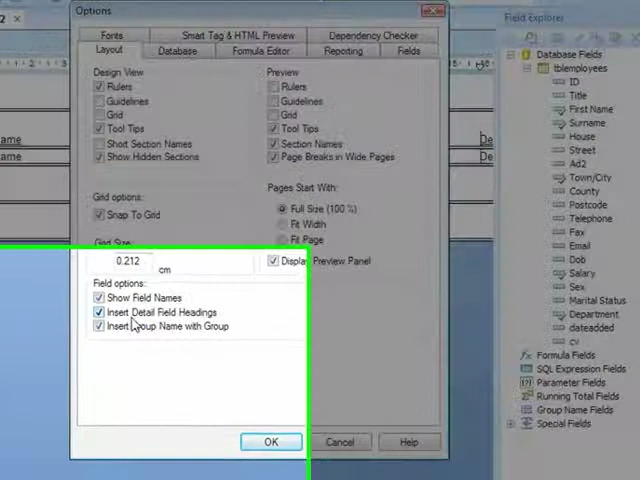 2
Options
Field Explorer
Fonts
Smart Tag & HTML Preview
Dependency Checker
Layout
Database
Formula Editor
Reporting
Fields
Design View
Rulers
Guidelines
Grid
Tool Tips
Short Section Names
Show Hidden Sections
Preview
Rulers
Guidelines
Grid
Tool Tips
Section Names
Page Breaks in Wide Pages
Grid options:
Snap To Grid
Pages Start With:
Full Size (100 %)
Fit Width
Fit Page
Grid Size
0.212
cm
Display Preview Panel
Field options:
Show Field Names
Insert Detail Field Headings
Insert Group Name with Group
OK
Cancel
Help
ame
ame
De
De
Database Fields
tblemployees
ID
Title
First Name
Surname
House
Street
Ad2
Town/City
County
Postcode
Telephone
Fax
Email
Dob
Salary
Sex
Marital Status
Department
dateadded
cv
Formula Fields
SQL Expression Fields
Parameter Fields
Running Total Fields
Group Name Fields
Special Fields